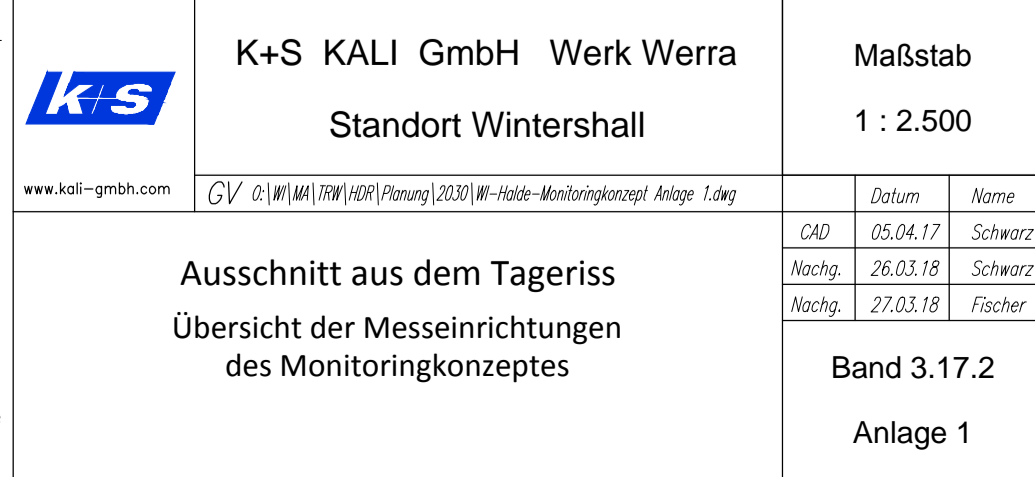 K+S KALI GmbH Werk Werra
Standort Wintershall
Maßstab
1 : 2.500
K+S
www.kali-gmbh.com
GV O:\WI\MA\TRW\HDR\Planung\2030\WI-Halde-Monitoringkonzept Anlage 1.dwg
Datum Name
CAD 05.04.17 Schwarz
Nachg. 26.03.18 Schwarz
Nachg. 27.03.18 Fischer
Ausschnitt aus dem Tageriss
Übersicht der Messeinrichtungen
des Monitoringkonzeptes
Band 3.17.2
Anlage 1